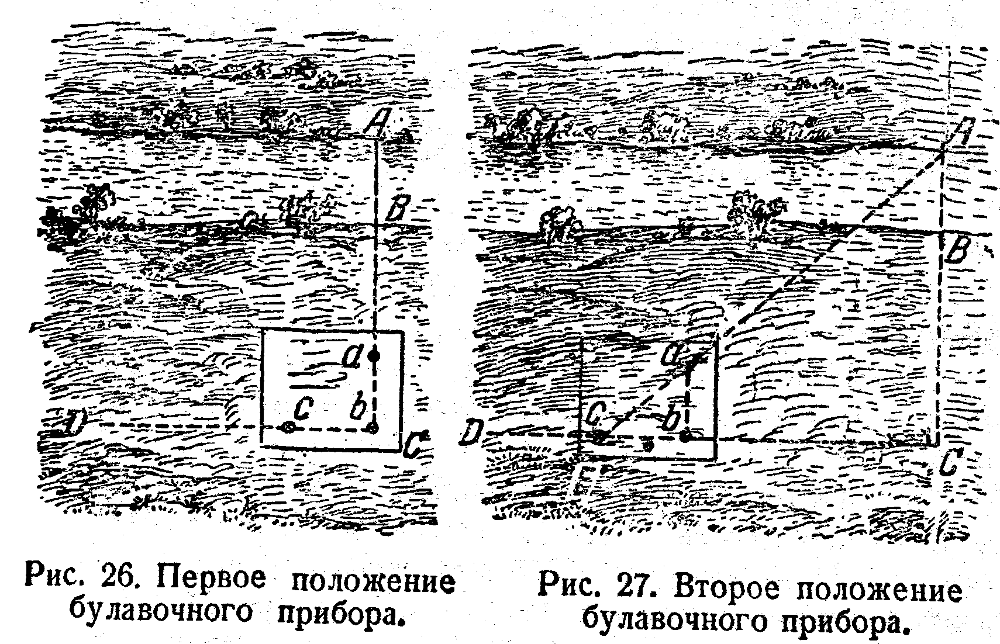 A
B
a
c b
D
C
A
B
a
c b
D
C
E
Рис. 26. Первое положение
булавочного прибора.
Рис. 27. Второе положение
булавочного прибора.